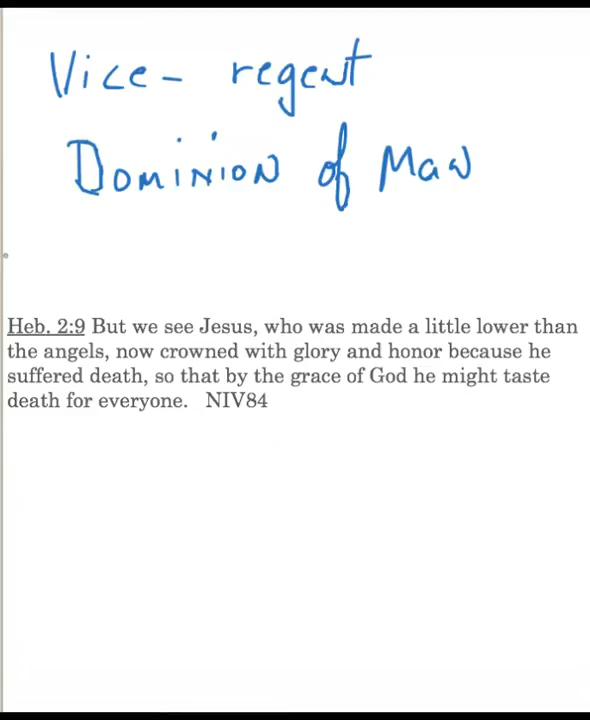 Vice - regent
Dominion of Man
Heb. 2:9 But we see Jesus, who was made a little lower than
the angels, now crowned with glory and honor because he
suffered death, so that by the grace of God he might taste
death for everyone. NIV84